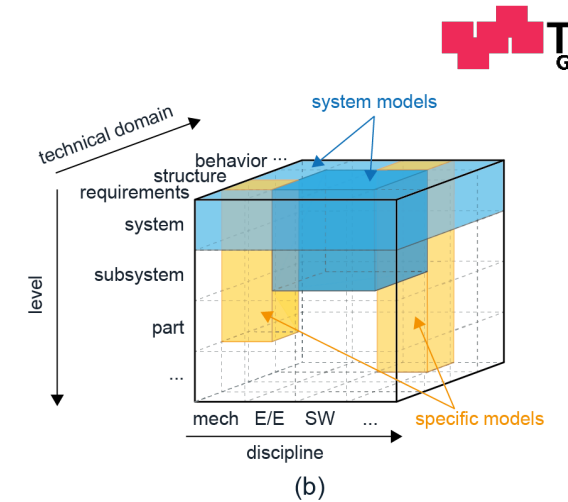 T
G
system models
technical domain
behavior ...
structure
requirements
system
subsystem
level
part
...
mech E/E SW ...
specific models
discipline
(b)